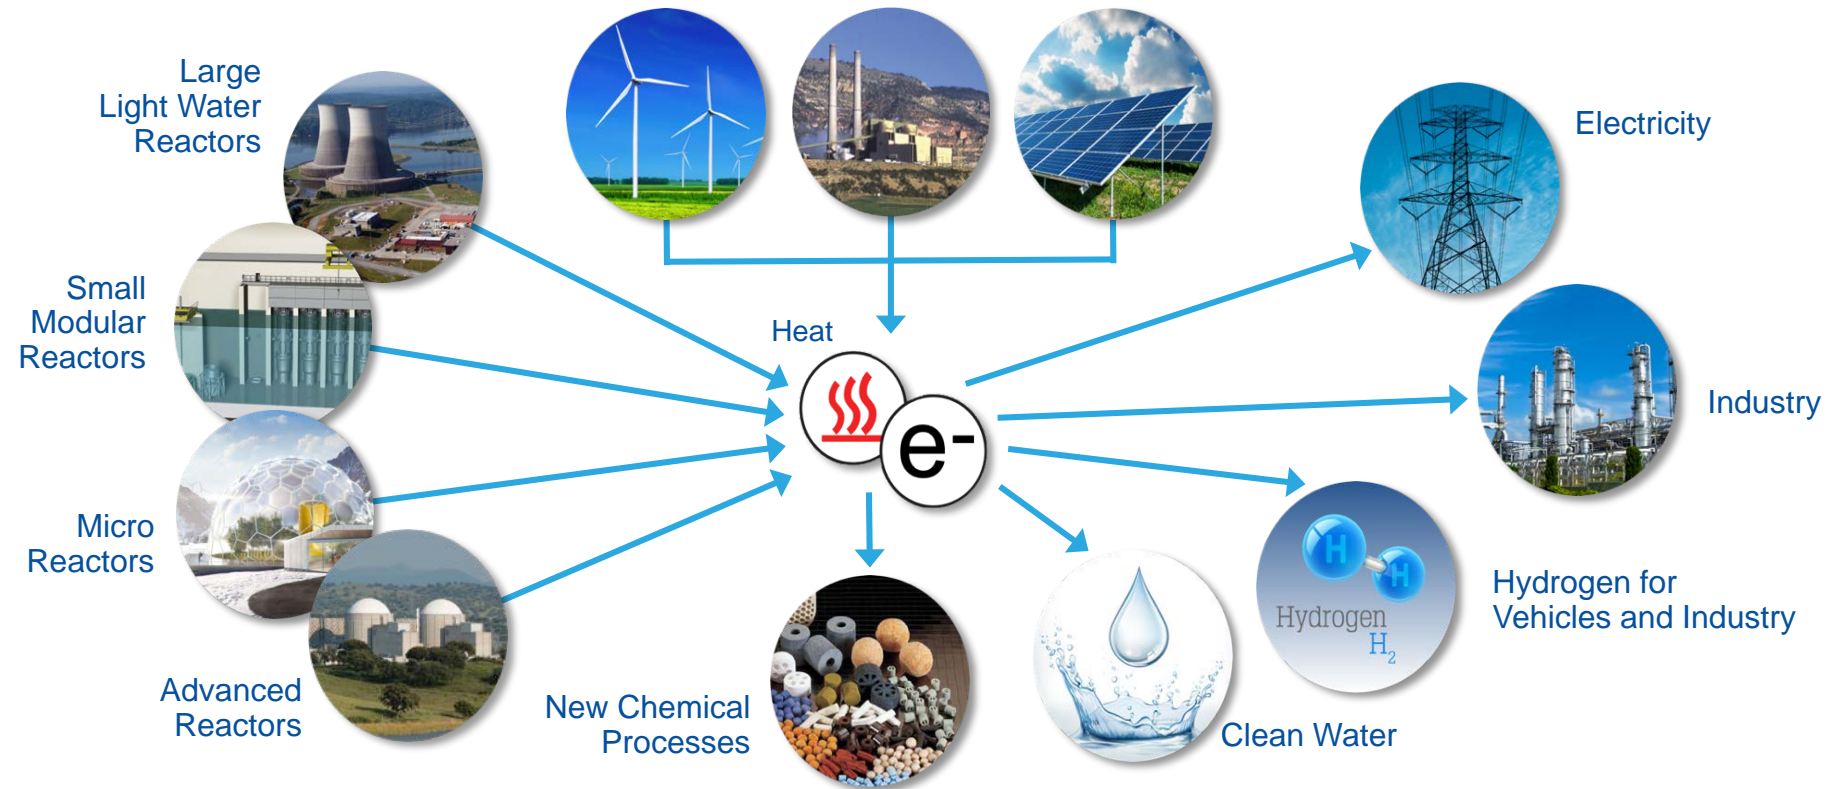 Large
Light Water
Reactors
Small
Modular
Reactors
Micro
Reactors
Advanced
Reactors
Heat
e-
Electricity
Industry
H
H
Hydrogen
H2
Hydrogen for
Vehicles and Industry
Clean Water
New Chemical
Processes